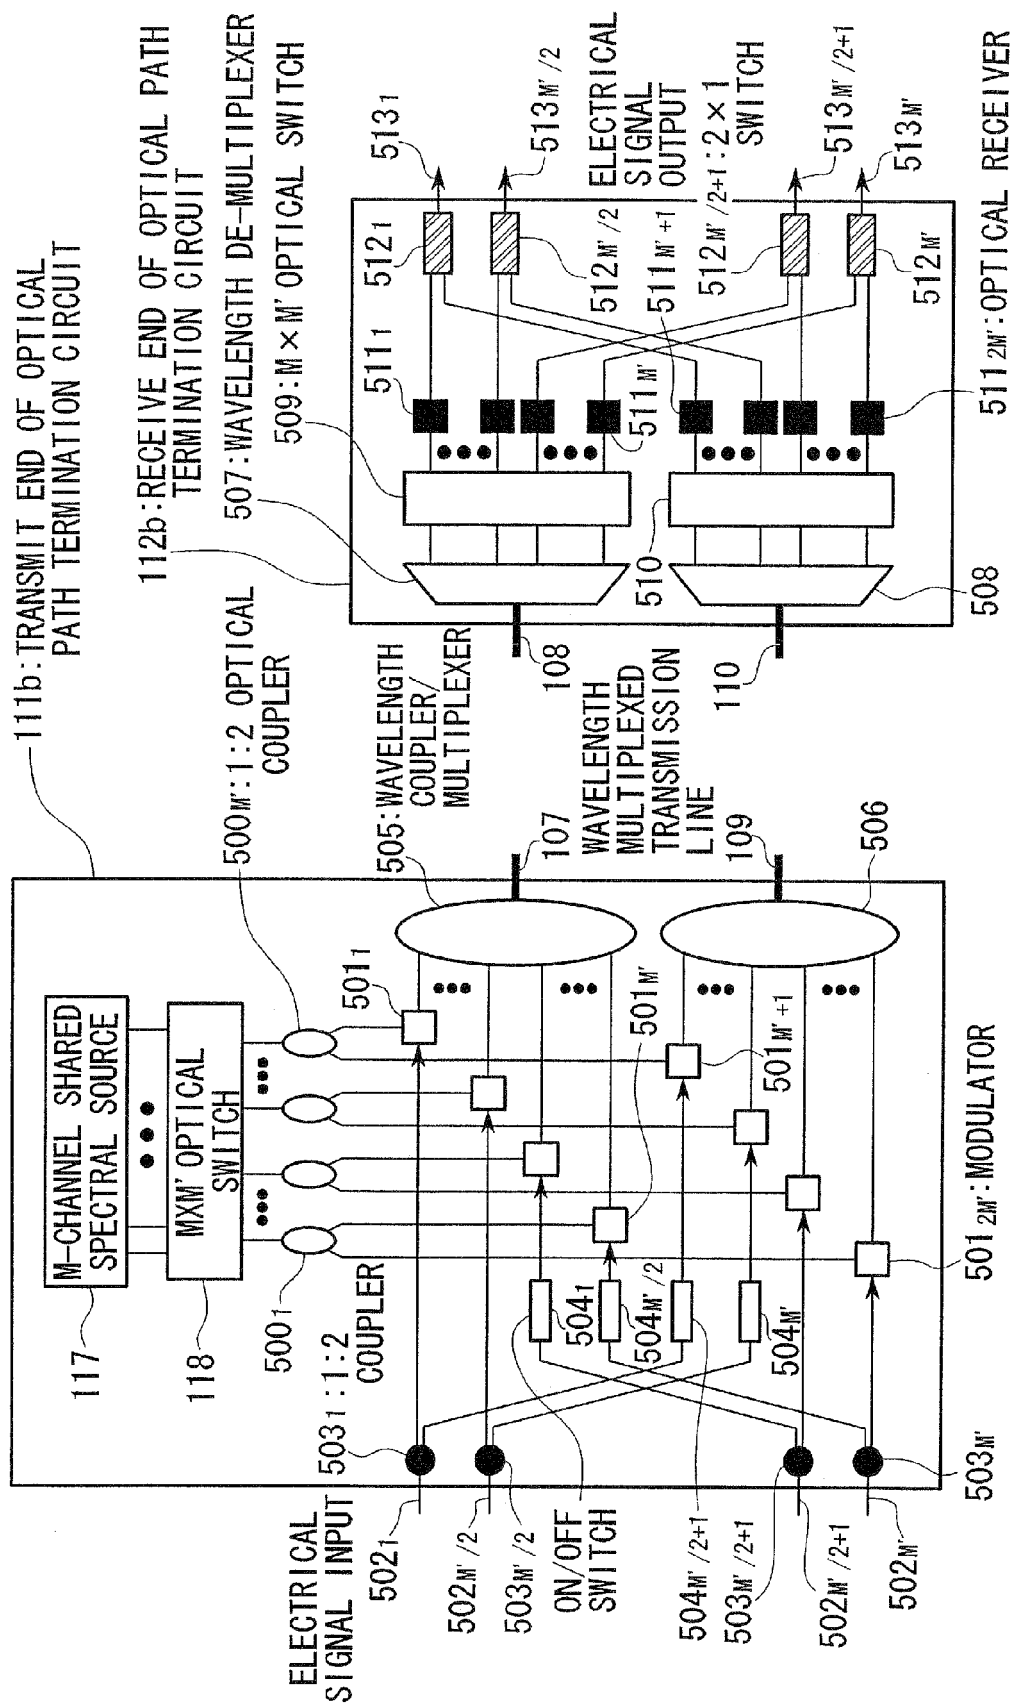 111b:TRANSMIT END OF OPTICAL
PATH TERMINATION CIRCUIT
M-CHANNEL SHARED
SPECTRAL SOURCE
117
MXM' OPTICAL
SWITCH
118
500M':1:2 OPTICAL
COUPLER
500₁
503₁:1:2
COUPLER
ELECTRICAL
SIGNAL INPUT
502₁
502M'/2
503M'/2
ON/OFF
SWITCH
504M'/2+1
503M'/2+1
502M'/2+1
502M'
503M'
504₁
504M'/2
504M'
501₁
501M'
501M'+1
501 2M':MODULATOR
505:WAVELENGTH
COUPLER/
MULTIPLEXER
107
WAVELENGTH
MULTIPLEXED
TRANSMISSION
LINE
109
506
112b:RECEIVE END OF OPTICAL PATH
TERMINATION CIRCUIT
507:WAVELENGTH DE-MULTIPLEXER
509:M×M' OPTICAL SWITCH
108
110
510
508
511₁
511M'
511M'+1
511 2M':OPTICAL RECEIVER
512₁
512M'/2
512M'/2+1:2×1
SWITCH
512M'
513₁
513M'/2
ELECTRICAL
SIGNAL
OUTPUT
513M'/2+1
513M'